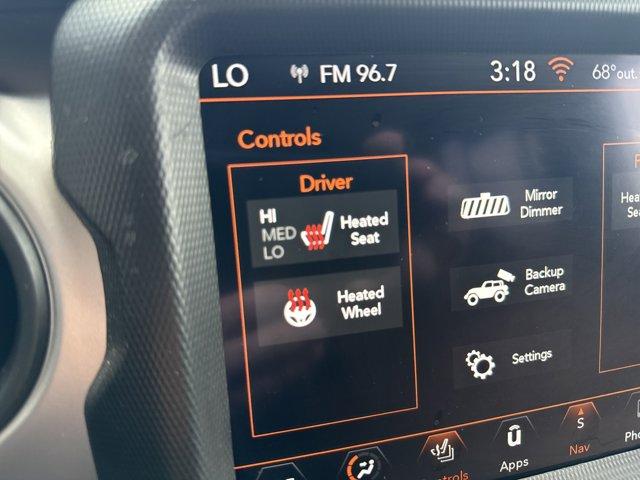 LO FM 96.7 3:18 68° out
Controls
Driver
HI
MED
LO
Heated
Seat
Heated
Wheel
Mirror
Dimmer
Backup
Camera
Settings
Controls
Apps
S
Nav